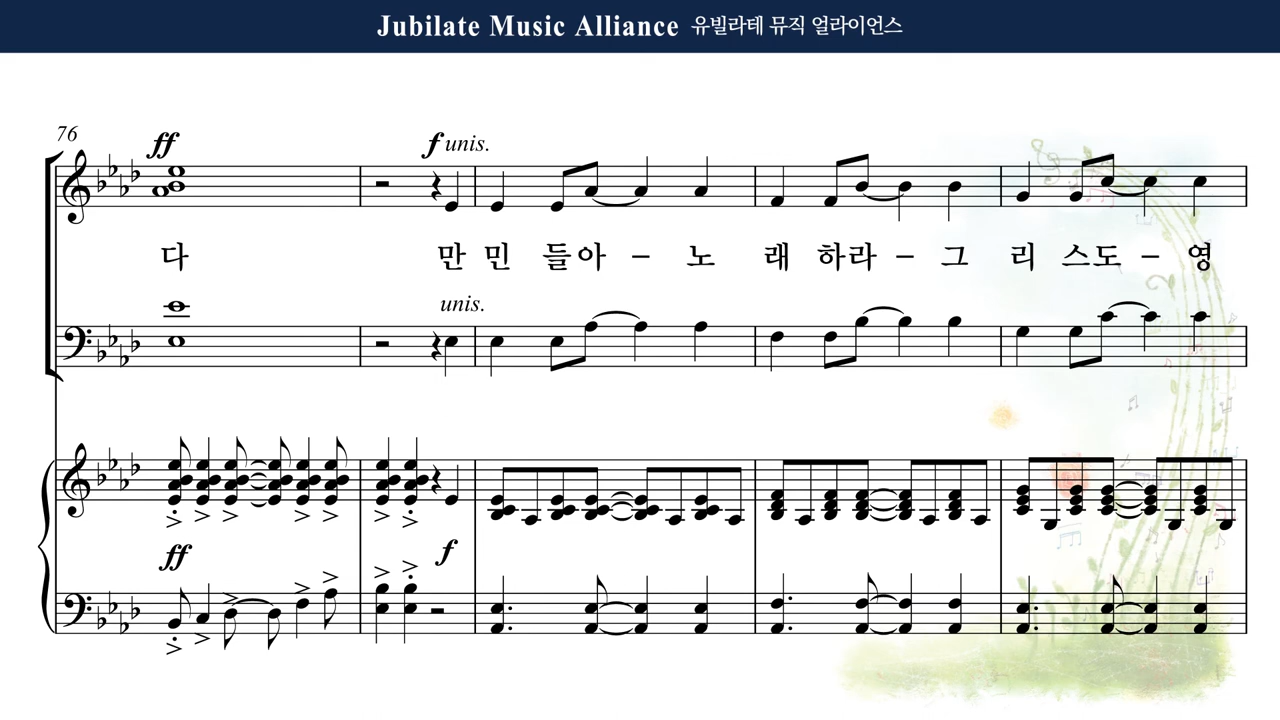 Jubilate Music Alliance 유빌라테 뮤직 얼라이언스
76
ff f unis.
다 만 민 들 아 – 노 래 하 라 – 그 리 스 도 – 영
unis.
ff f